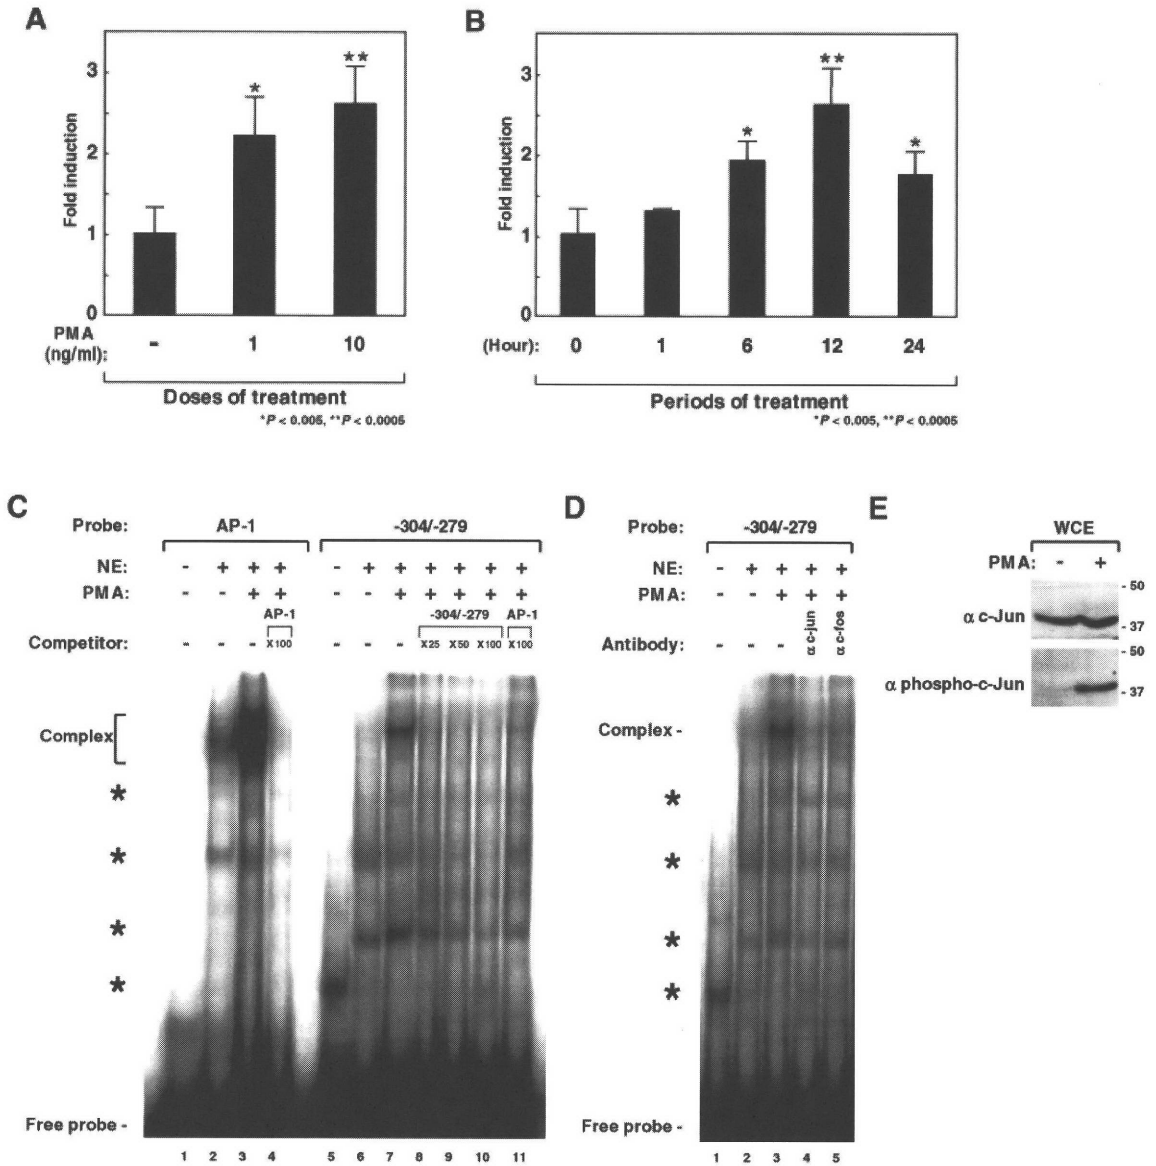 A
Fold induction
3
2
1
0
* **
PMA (ng/ml): - 1 10
Doses of treatment
*P < 0.005, **P < 0.0005
B
Fold induction
3
2
1
0
* ** *
(Hour): 0 1 6 12 24
Periods of treatment
*P < 0.005, **P < 0.0005
C
Probe: AP-1 -304/-279
NE: - + + + - + + + + + +
PMA: - - + + - - + + + + +
AP-1 -304/-279 AP-1
Competitor: - - - X100 - - - X25 X50 X100 X100
Complex
*
*
*
*
Free probe -
1 2 3 4 5 6 7 8 9 10 11
D
Probe: -304/-279
NE: - + + + +
PMA: - - + + +
Antibody: - - - α c-jun α c-fos
Complex -
*
*
*
*
Free probe -
1 2 3 4 5
E
WCE
PMA: - +
α c-Jun
- 50
- 37
α phospho-c-Jun
- 50
- 37